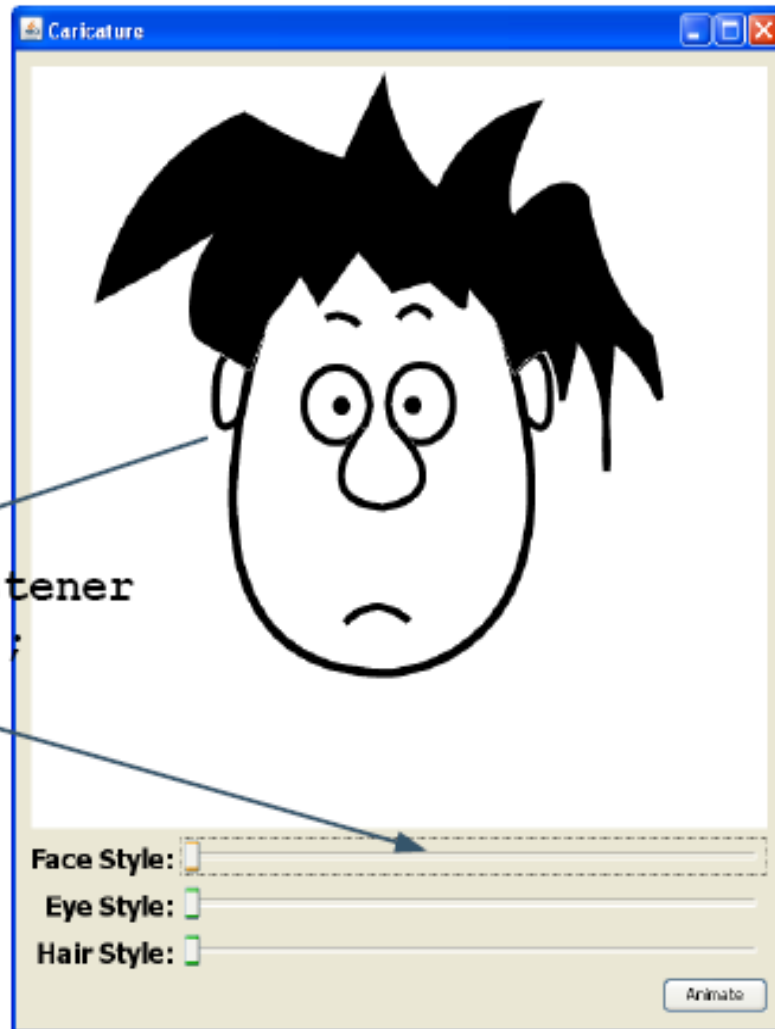 Caricature
tener
;
Face Style:
Eye Style:
Hair Style:
Animate